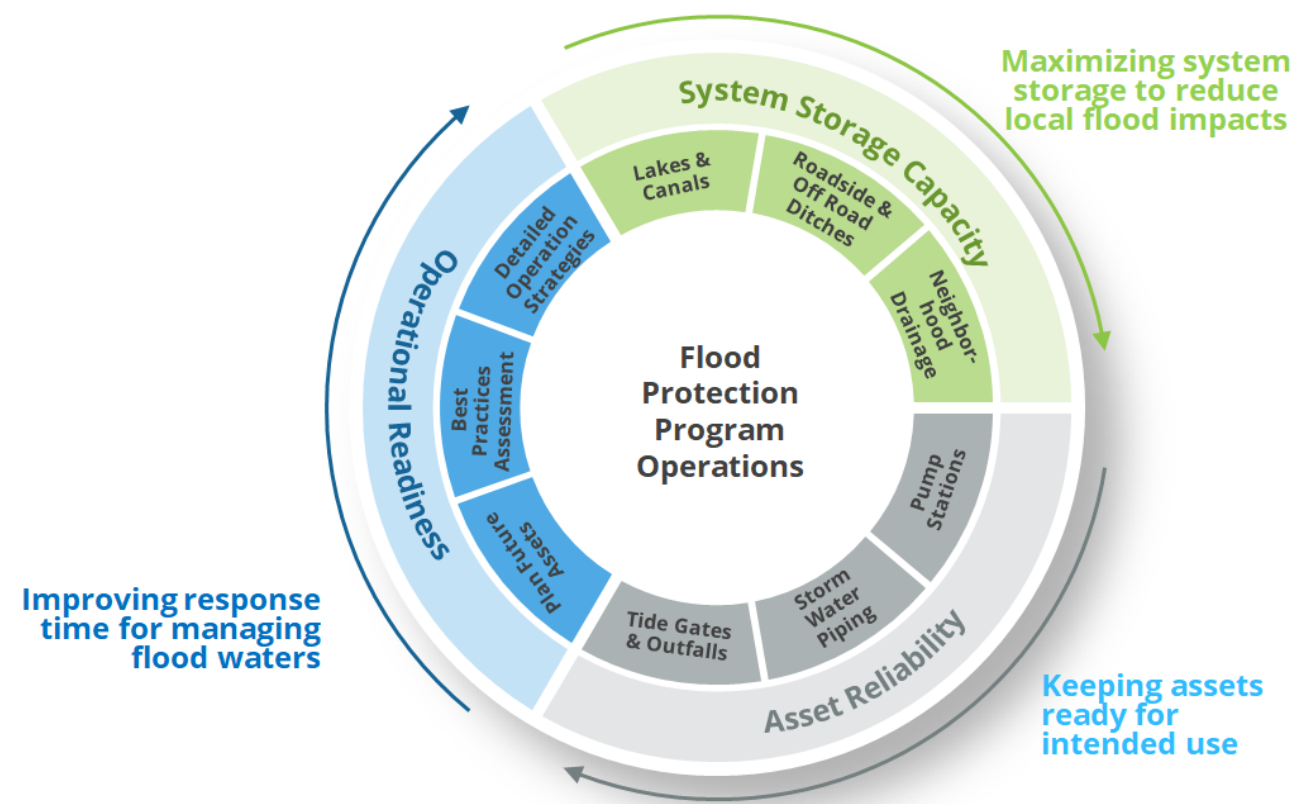 Maximizing system
storage to reduce
local flood impacts
System Storage Capacity
Lakes &
Canals
Roadside &
Off Road
Ditches
Neighbor-
hood
Drainage
Flood
Protection
Program
Operations
Pump
Stations
Storm
Water
Piping
Tide Gates
& Outfalls
Asset Reliability
Keeping assets
ready for
intended use
Operational Readiness
Detailed
Operation
Strategies
Best
Practices
Assessment
Plan Future
Assets
Improving response
time for managing
flood waters